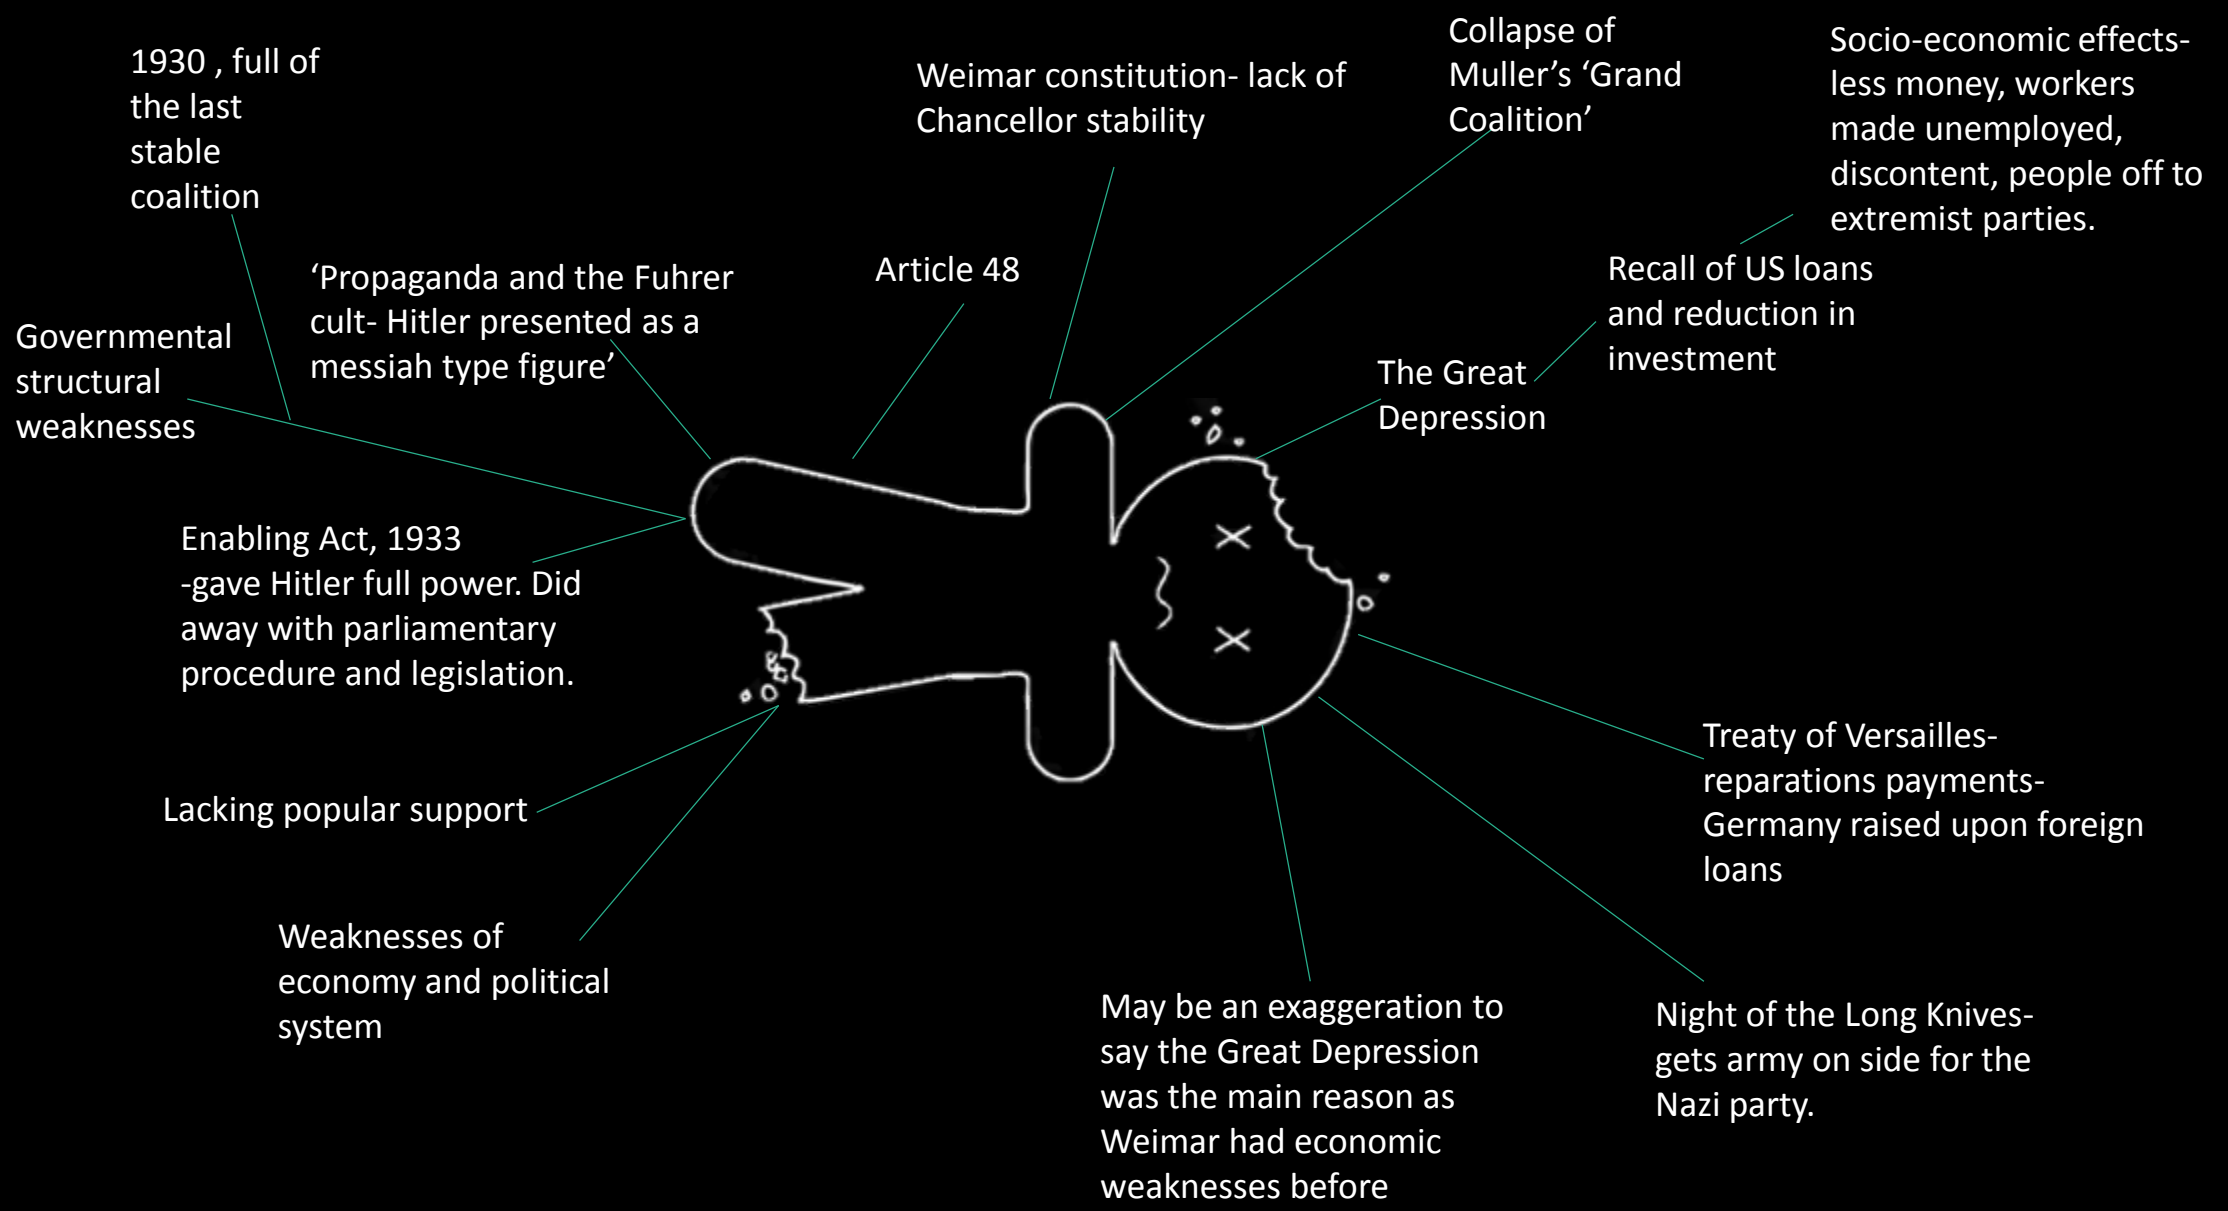 1930 , full of
the last
stable
coalition
Weimar constitution- lack of
Chancellor stability
Collapse of
Muller’s ‘Grand
Coalition’
Socio-economic effects-
less money, workers
made unemployed,
discontent, people off to
extremist parties.
Governmental
structural
weaknesses
‘Propaganda and the Fuhrer
cult- Hitler presented as a
messiah type figure’
Article 48
The Great
Depression
Recall of US loans
and reduction in
investment
Enabling Act, 1933
-gave Hitler full power. Did
away with parliamentary
procedure and legislation.
Lacking popular support
Weaknesses of
economy and political
system
May be an exaggeration to
say the Great Depression
was the main reason as
Weimar had economic
weaknesses before
Treaty of Versailles-
reparations payments-
Germany raised upon foreign
loans
Night of the Long Knives-
gets army on side for the
Nazi party.